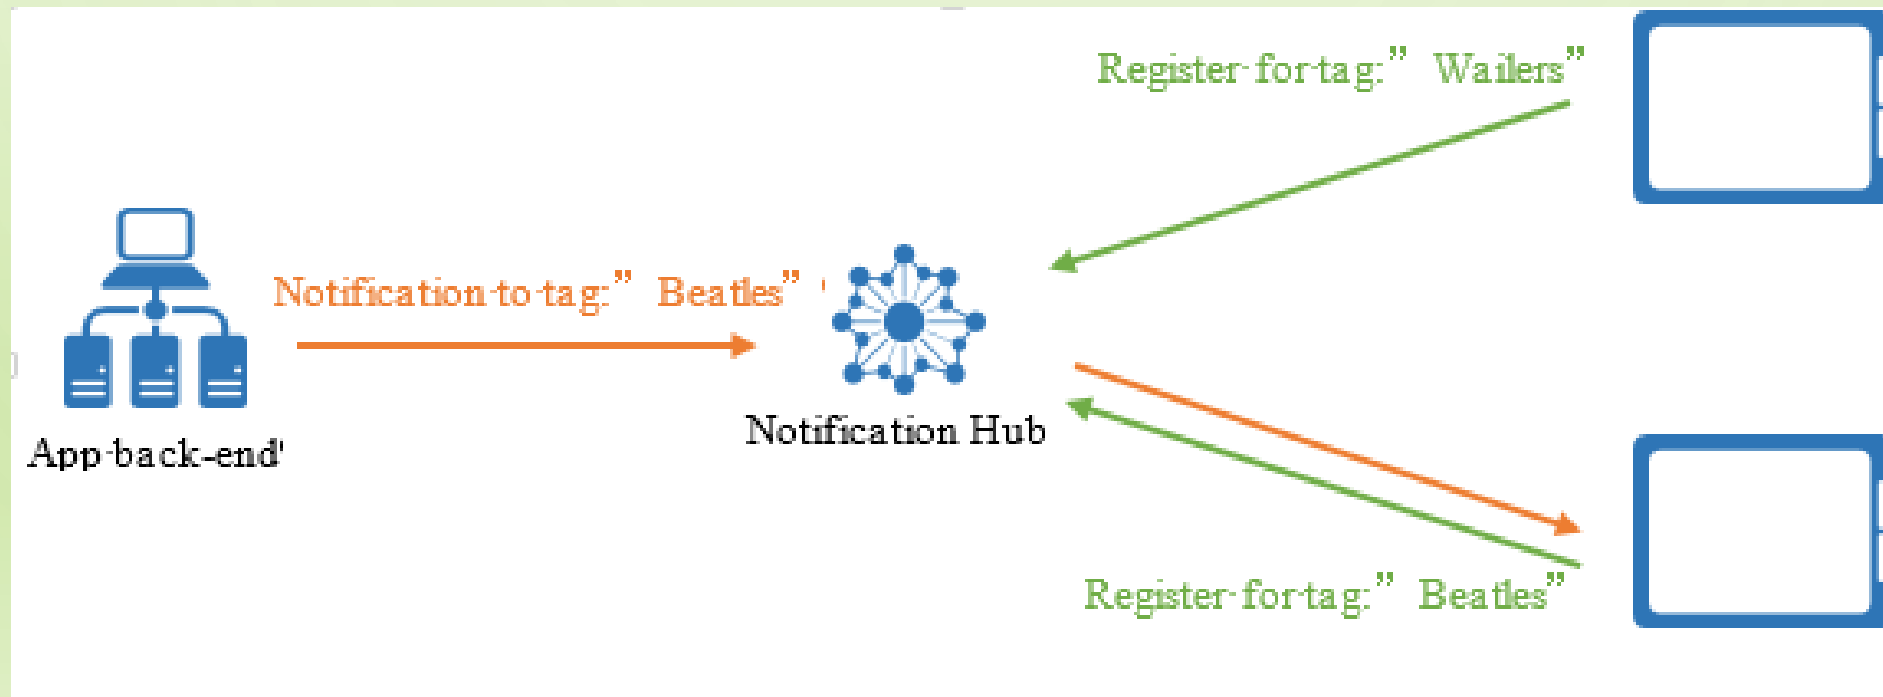 Register for tag:” Wailers”
Notification to tag:” Beatles” '
Notification Hub
App back-end'
Register for tag:” Beatles”